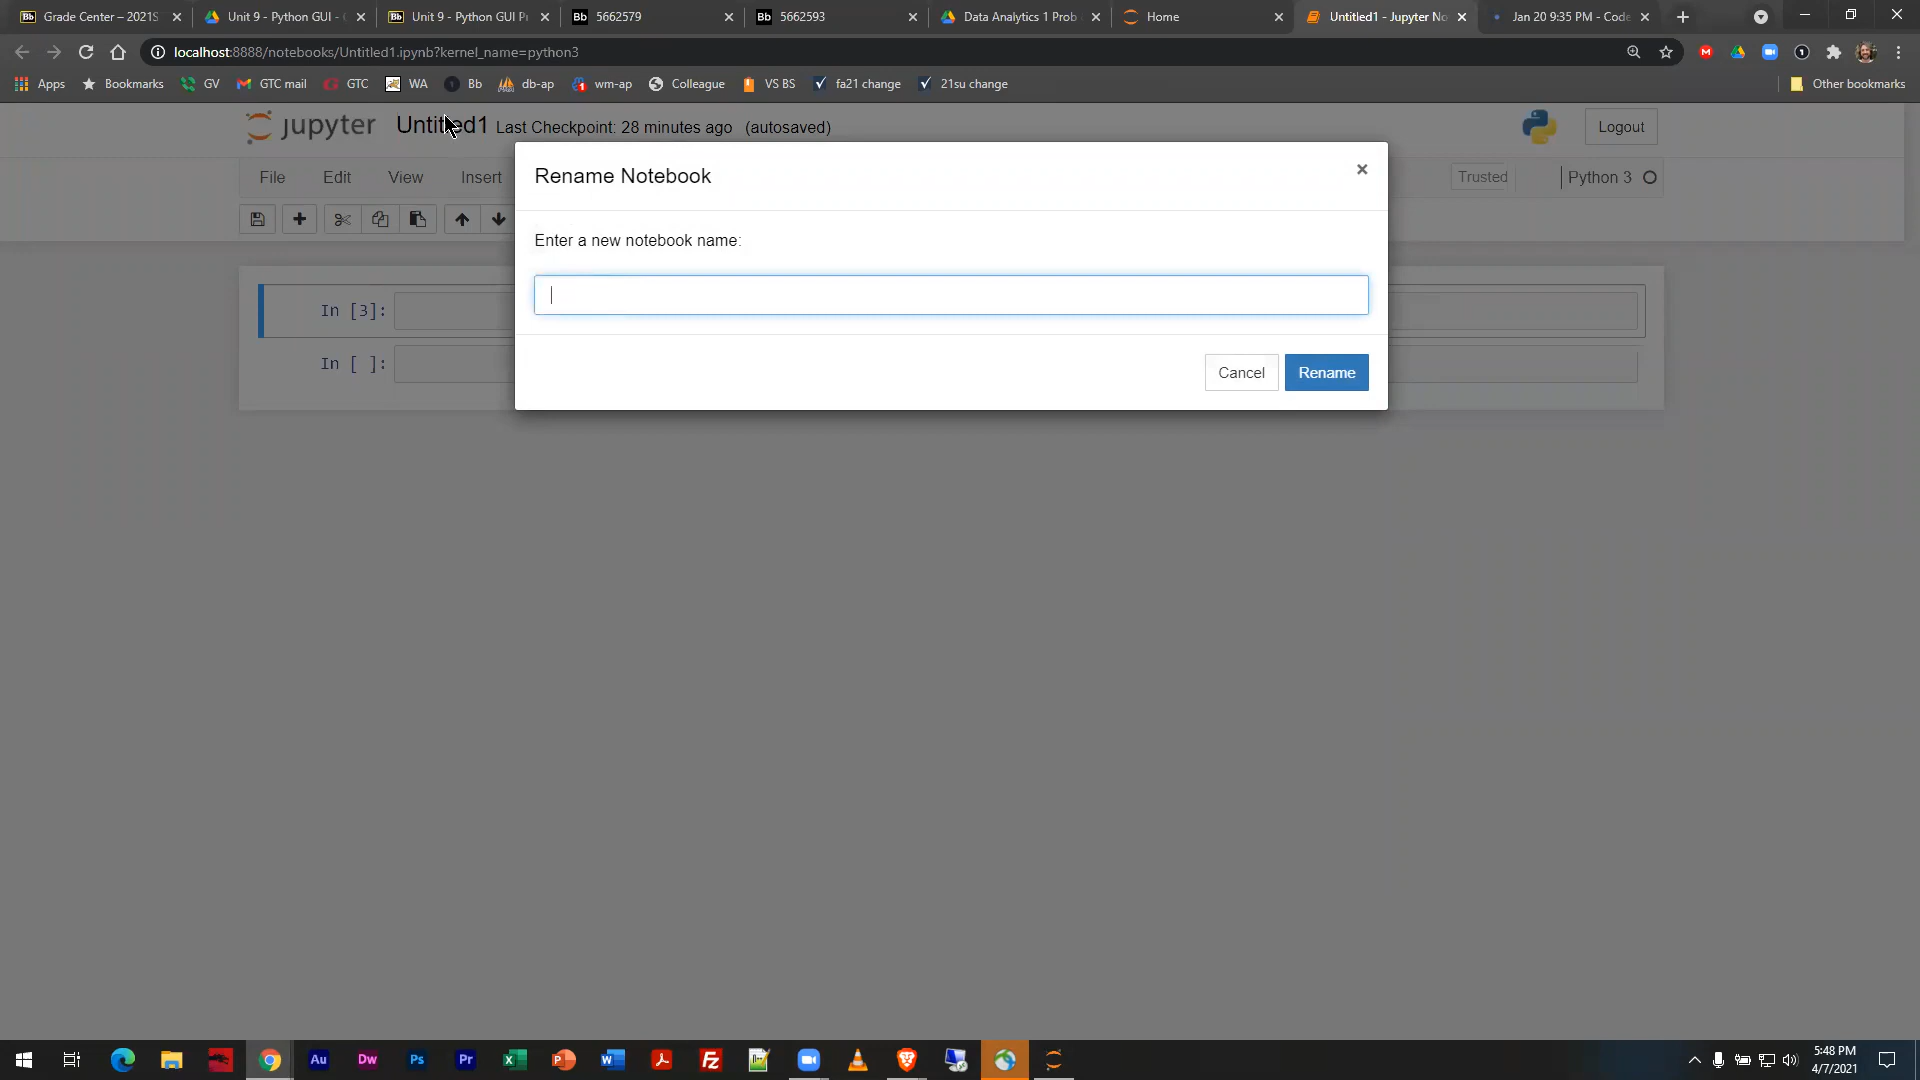 Grade Center – 2021S
Unit 9 - Python GUI -
Unit 9 - Python GUI Pr
Bb 5662579
Bb 5662593
Data Analytics 1 Prob
Home
Untitled1 - Jupyter No
Jan 20 9:35 PM - Code
localhost:8888/notebooks/Untitled1.ipynb?kernel_name=python3
Apps Bookmarks GV GTC mail GTC WA Bb db-ap wm-ap Colleague VS BS fa21 change 21su change Other bookmarks
jupyter Untitled1 Last Checkpoint: 28 minutes ago (autosaved) Logout
File Edit View Insert Trusted Python 3
Rename Notebook
Enter a new notebook name:
Cancel Rename
In [3]:
In [ ]:
Au Dw Ps Pr
5:48 PM
4/7/2021